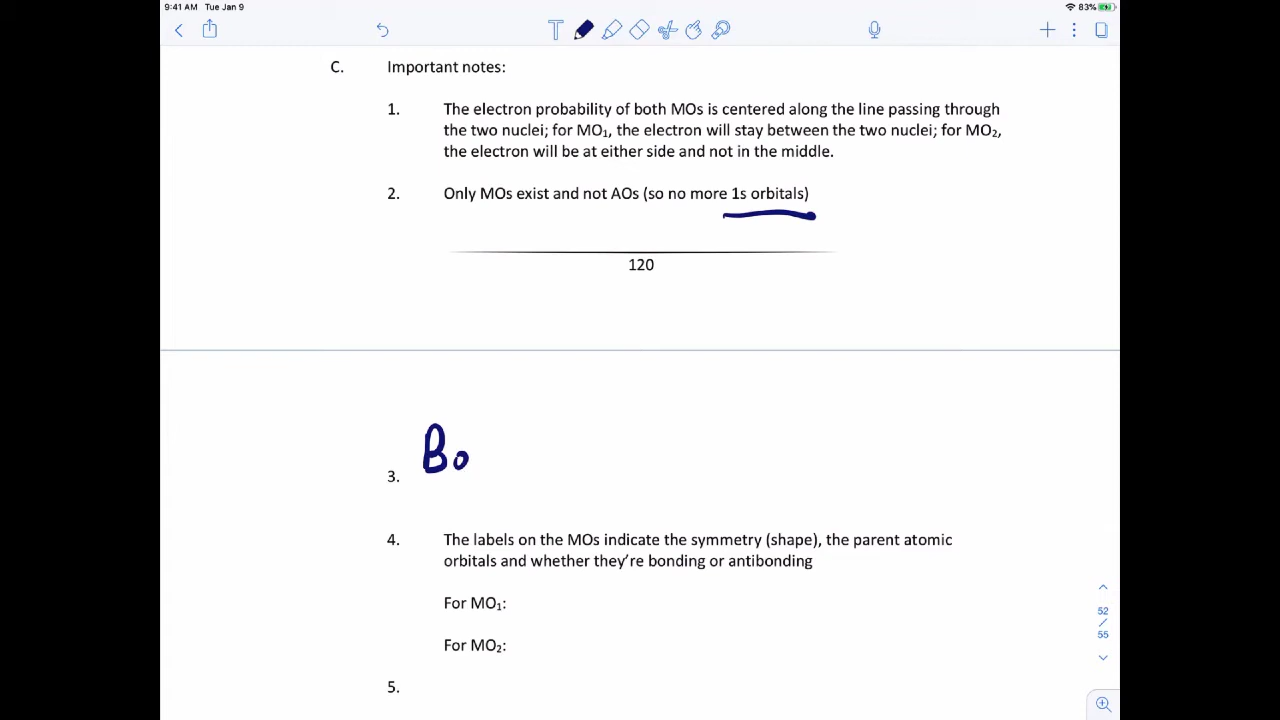 9:41 AM Tue Jan 9
83%
C. Important notes:
1. The electron probability of both MOs is centered along the line passing through
the two nuclei; for MO₁, the electron will stay between the two nuclei; for MO₂,
the electron will be at either side and not in the middle.
2. Only MOs exist and not AOs (so no more 1s orbitals)
120
Bo
3.
4. The labels on the MOs indicate the symmetry (shape), the parent atomic
orbitals and whether they’re bonding or antibonding
For MO₁:
For MO₂:
5.
52
/
55